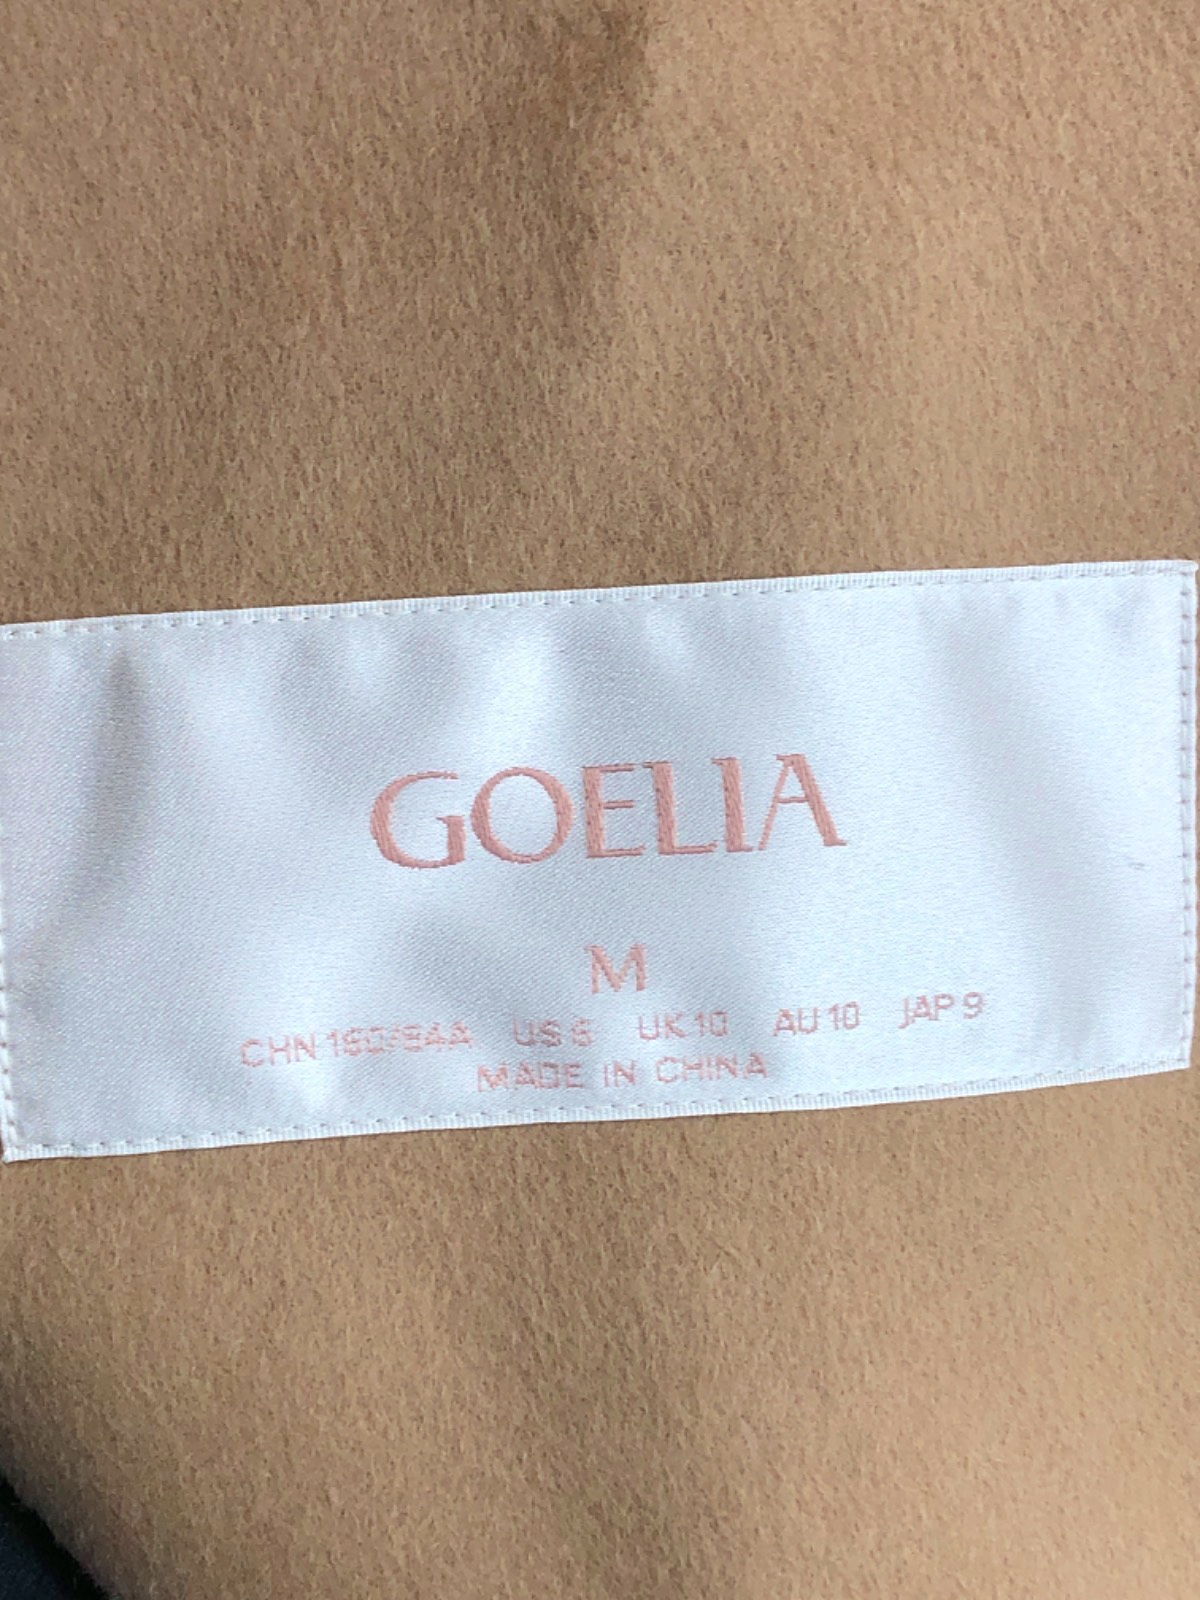 GOELIA
M
CHN 160/84A US 6 UK 10 AU 10 JAP 9
MADE IN CHINA